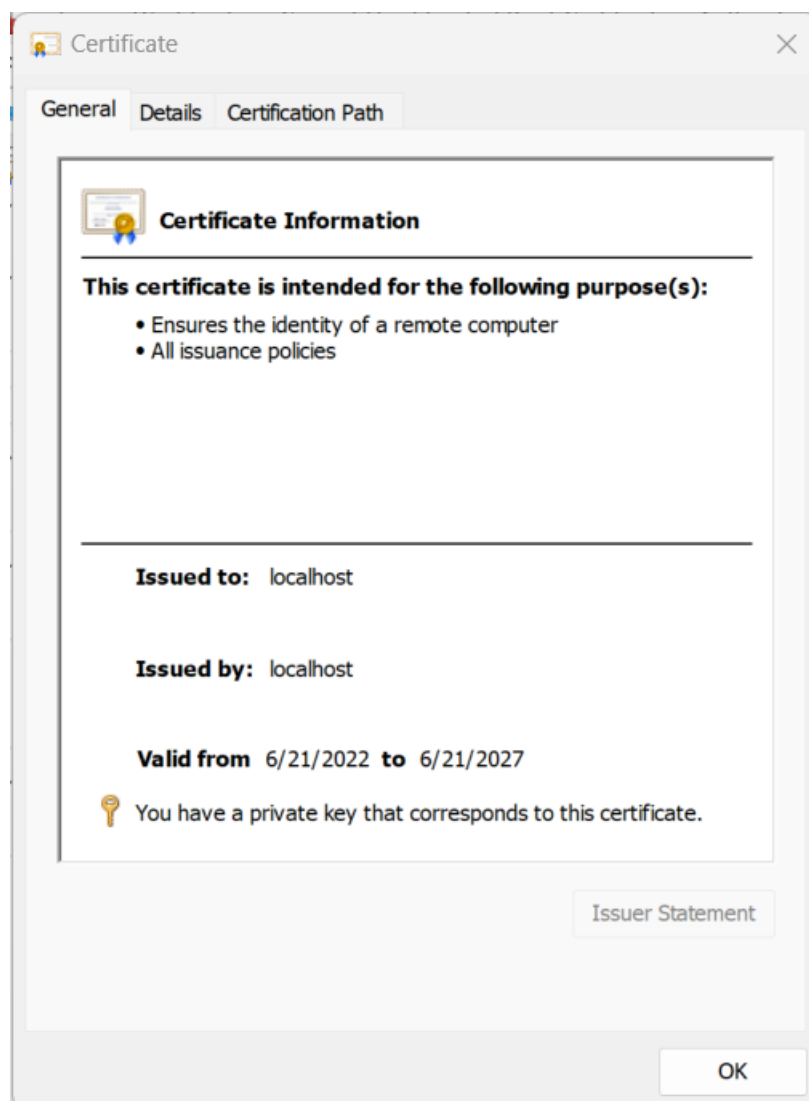 Certificate
General Details Certification Path
Certificate Information
This certificate is intended for the following purpose(s):
• Ensures the identity of a remote computer
• All issuance policies
Issued to: localhost
Issued by: localhost
Valid from 6/21/2022 to 6/21/2027
You have a private key that corresponds to this certificate.
Issuer Statement
OK